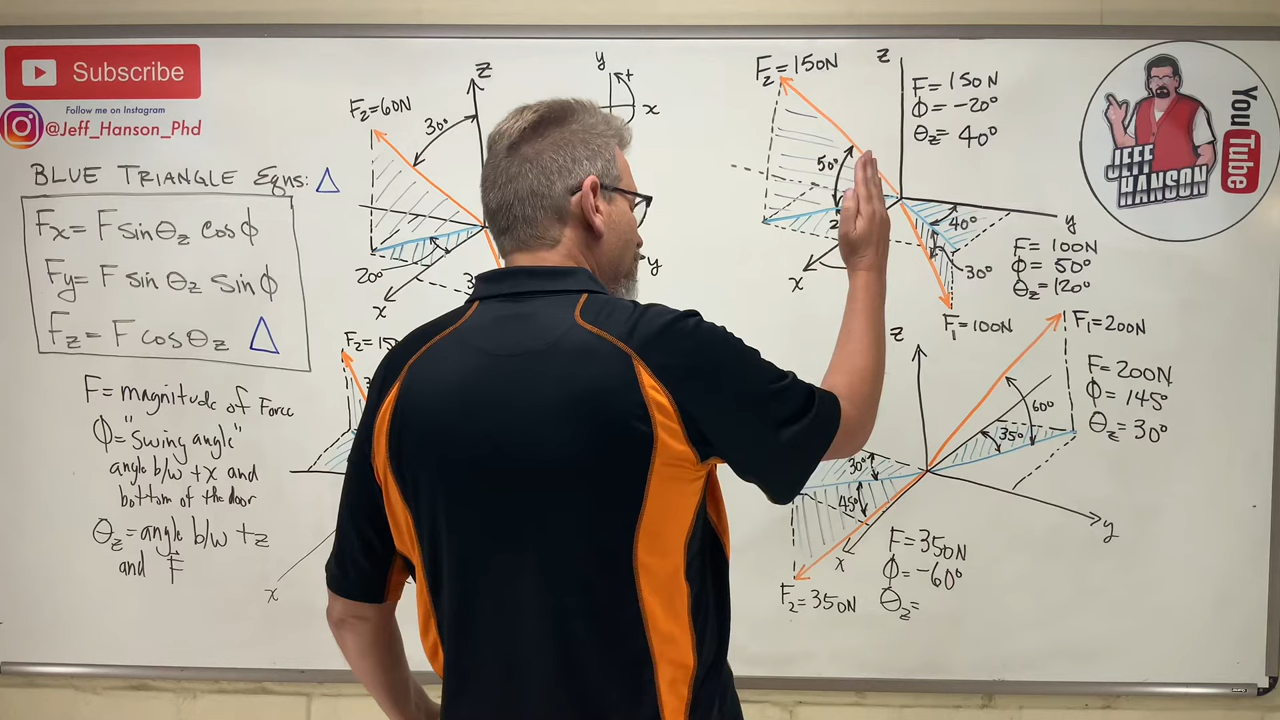 Subscribe
Follow me on Instagram
@Jeff_Hanson_Phd
BLUE TRIANGLE Eqns: Δ
Fx = F sin θz cos ϕ
Fy = F sin θz sin ϕ
Fz = F cos θz Δ
F = magnitude of Force
ϕ = "Swing angle"
angle b/w +x and
bottom of the door
θz = angle b/w +z
and F⃗
F₂=60N
30°
z
20°
x
y
y
+
x
F₂=150N
z
50°
x
F = 150N
ϕ = -20°
θz = 40°
y
40°
30°
F₁=100N
F = 100N
ϕ = 50°
θz = 120°
x
z
F₁=200N
60°
35°
F = 200N
ϕ = 145°
θz = 30°
30°
45°
x
y
F₂=350N
F = 350N
ϕ = -60°
θz =
JEFF
HANSON
YouTube